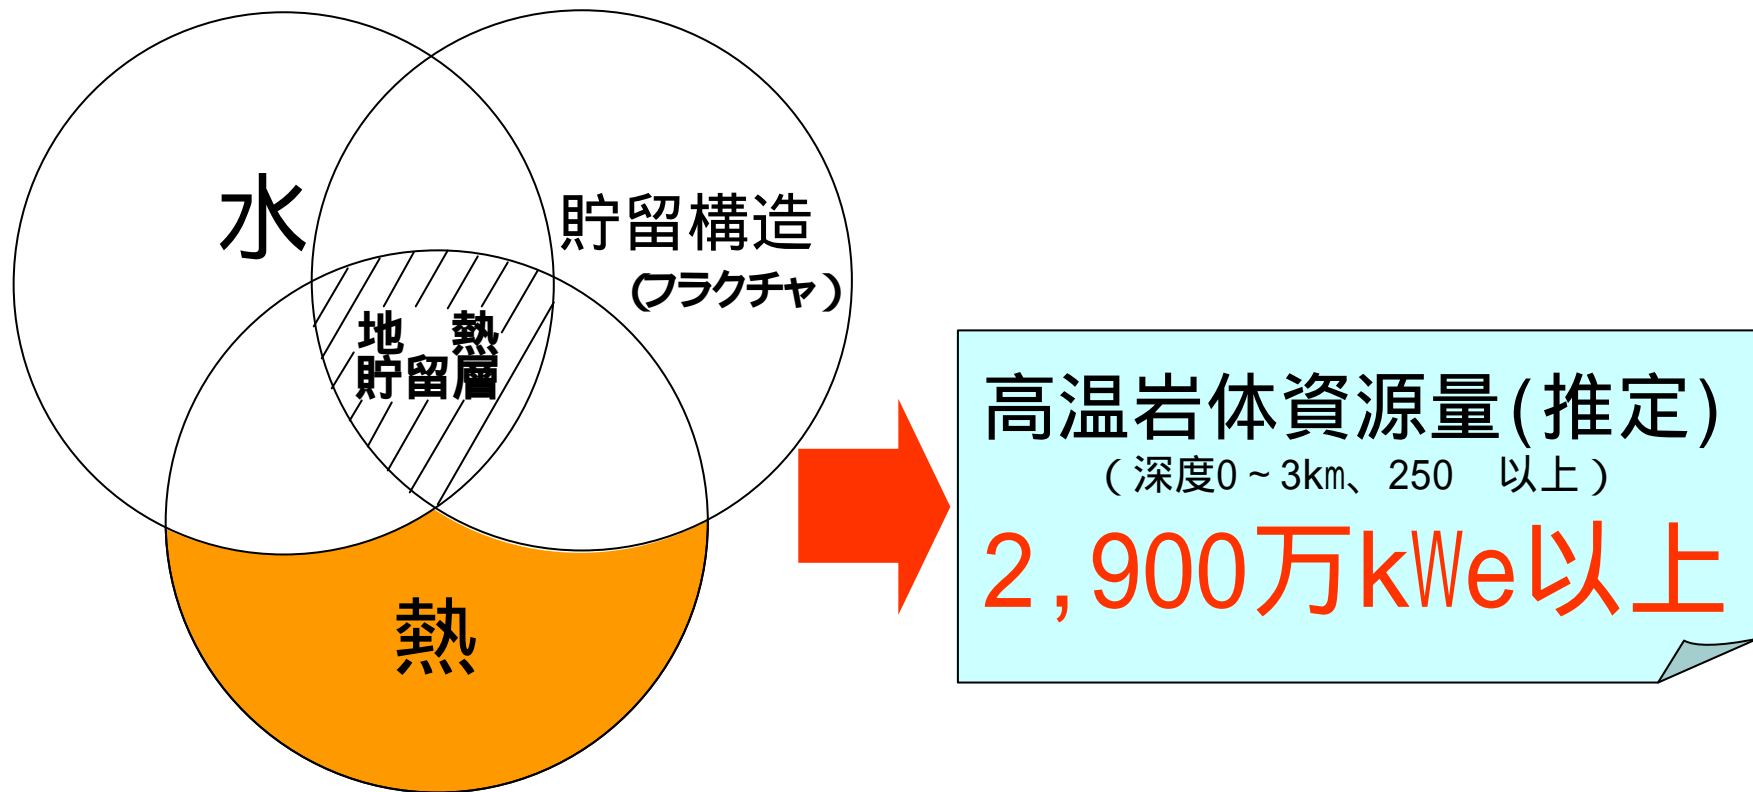 水
貯留構造
(フラクチャ)
地　熱
貯留層
熱
高温岩体資源量(推定)
（深度0～3km、250　以上）
2,900万kWe以上